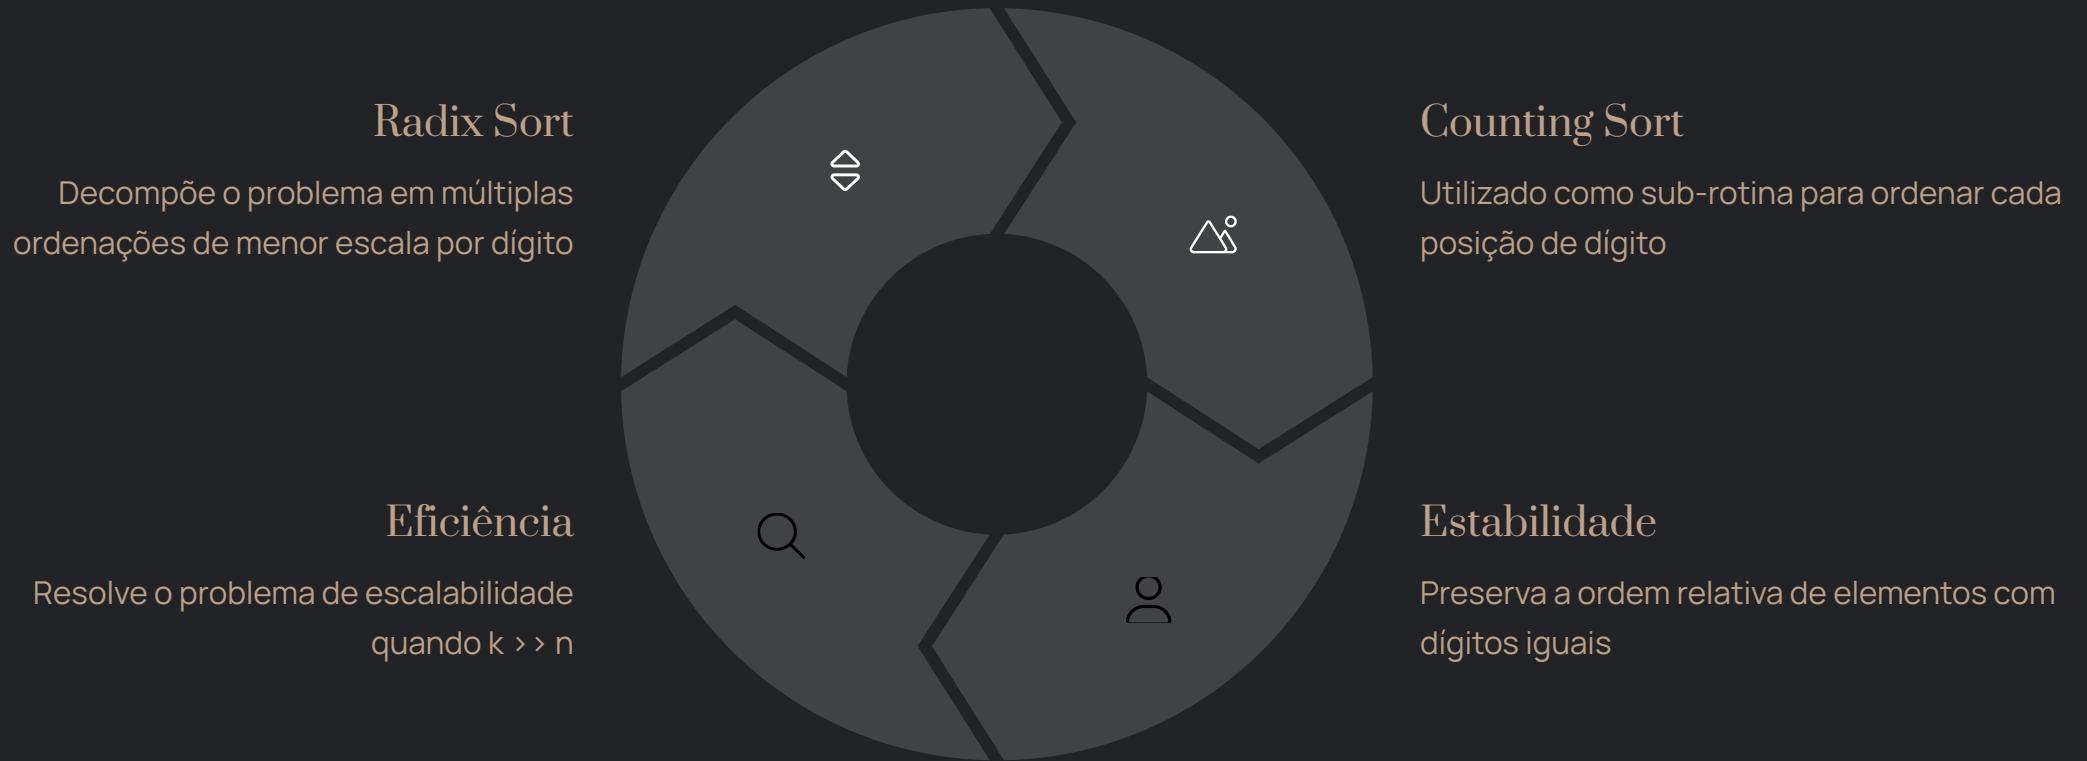 Radix Sort
Decompõe o problema em múltiplas
ordenações de menor escala por dígito
Counting Sort
Utilizado como sub-rotina para ordenar cada
posição de dígito
Eficiência
Resolve o problema de escalabilidade
quando k >> n
Estabilidade
Preserva a ordem relativa de elementos com
dígitos iguais